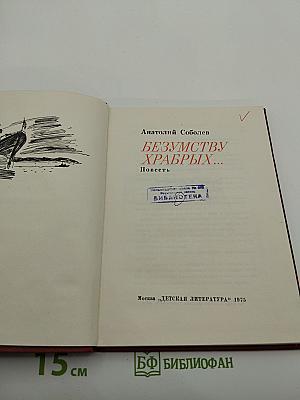 Анатолий Соболев
БЕЗУМСТВУ
ХРАБРЫХ...
Повесть
БИБЛИОТЕКА
Москва „ДЕТСКАЯ ЛИТЕРАТУРА" 1975
15 см
БФ БИБЛИОФАН